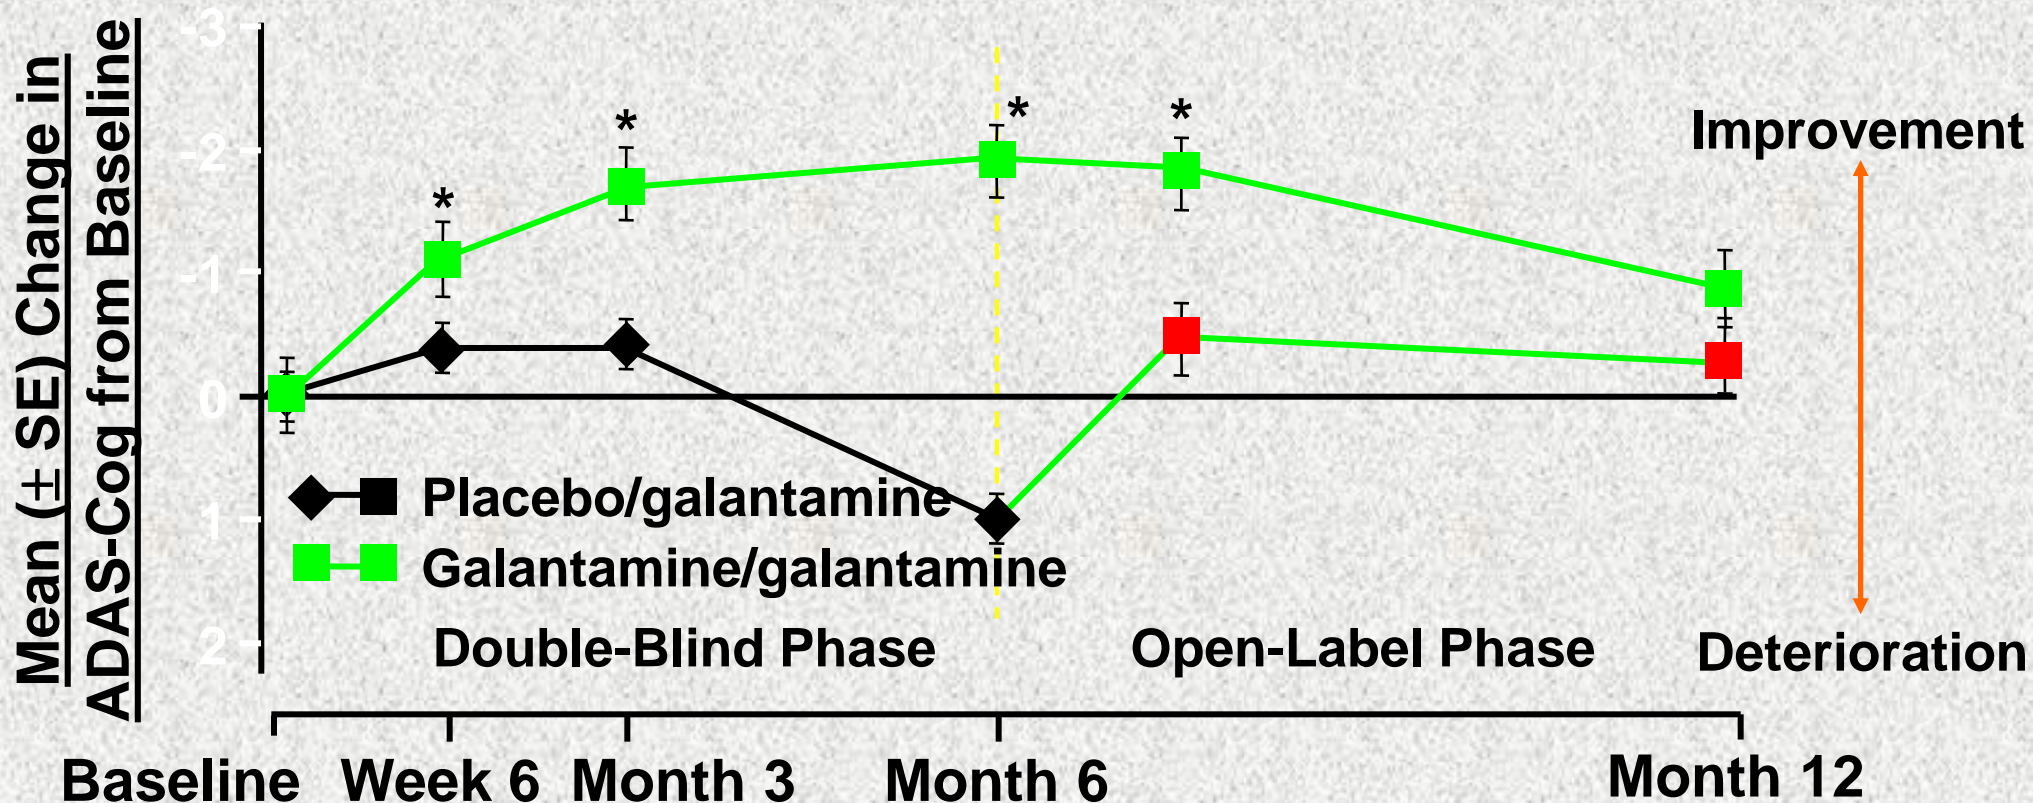 Mean (± SE) Change in
ADAS-Cog from Baseline
-3
-2
-1
0
1
2
*
*
*
*
Improvement
Deterioration
Placebo/galantamine
Galantamine/galantamine
Double-Blind Phase
Open-Label Phase
Baseline
Week 6
Month 3
Month 6
Month 12